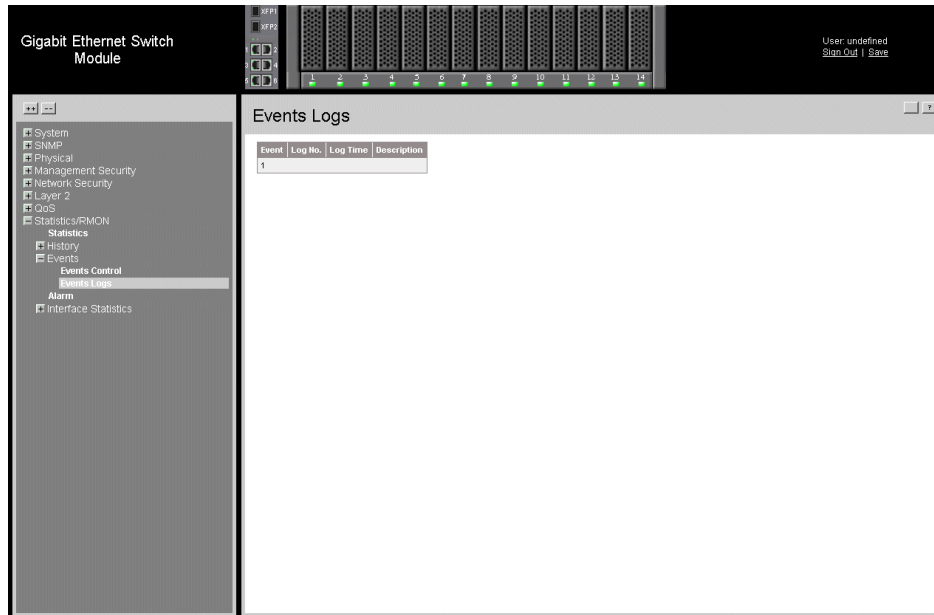 Gigabit Ethernet Switch
Module
XFP1
XFP2
1 2
3 4
5 6
1 2 3 4 5 6 7 8 9 10 11 12 13 14
User: undefined
Sign Out | Save
++ --
System
SNMP
Physical
Management Security
Network Security
Layer 2
QoS
Statistics/RMON
Statistics
History
Events
Events Control
Events Logs
Alarm
Interface Statistics
Events Logs
?
Event Log No. Log Time Description
1